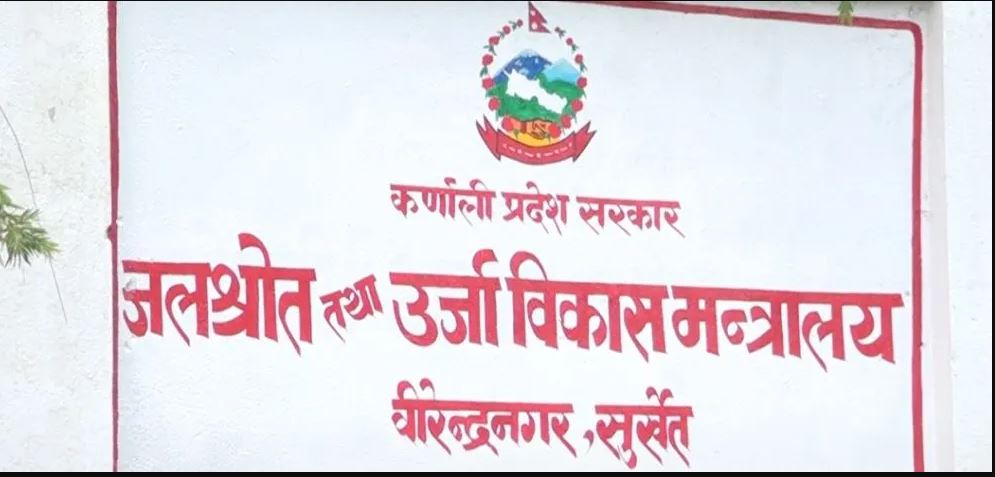 कर्णाली प्रदेश सरकार
जलश्रोत तथा उर्जा विकास मन्त्रालय
वीरेन्द्रनगर ,सुर्खेत